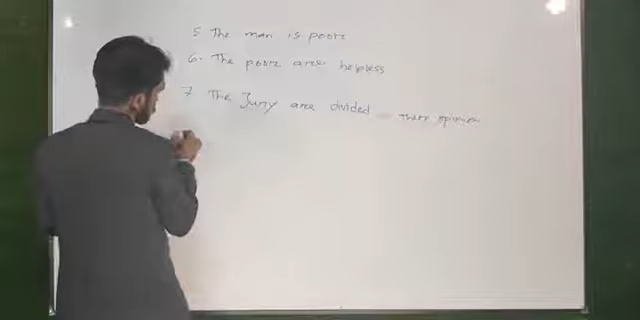 5 The man is poor
6. The poor are helpless
7 The Jury are divided their opinion